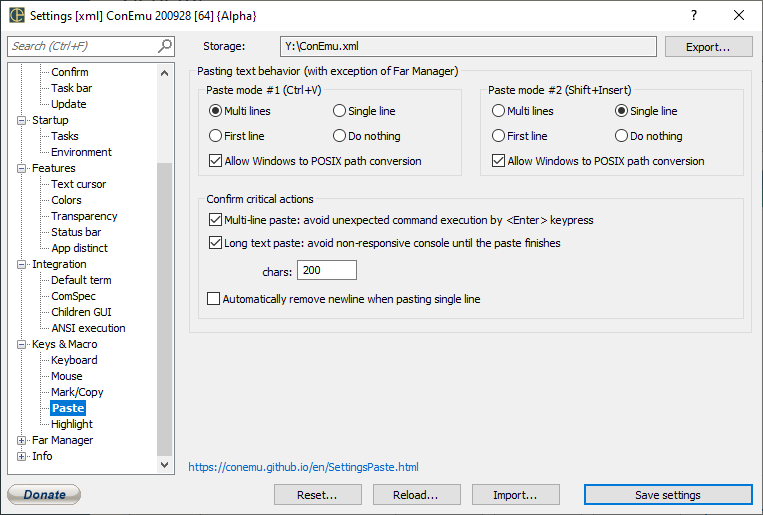 Settings [xml] ConEmu 200928 [64] {Alpha}
Search (Ctrl+F)
Storage:
Y:\ConEmu.xml
Export...
Confirm
Task bar
Update
Startup
Tasks
Environment
Features
Text cursor
Colors
Transparency
Status bar
App distinct
Integration
Default term
ComSpec
Children GUI
ANSI execution
Keys & Macro
Keyboard
Mouse
Mark/Copy
Paste
Highlight
Far Manager
Info
Pasting text behavior (with exception of Far Manager)
Paste mode #1 (Ctrl+V)
Multi lines
Single line
First line
Do nothing
Allow Windows to POSIX path conversion
Paste mode #2 (Shift+Insert)
Multi lines
Single line
First line
Do nothing
Allow Windows to POSIX path conversion
Confirm critical actions
Multi-line paste: avoid unexpected command execution by <Enter> keypress
Long text paste: avoid non-responsive console until the paste finishes
chars: 200
Automatically remove newline when pasting single line
https://conemu.github.io/en/SettingsPaste.html
Donate
Reset...
Reload...
Import...
Save settings